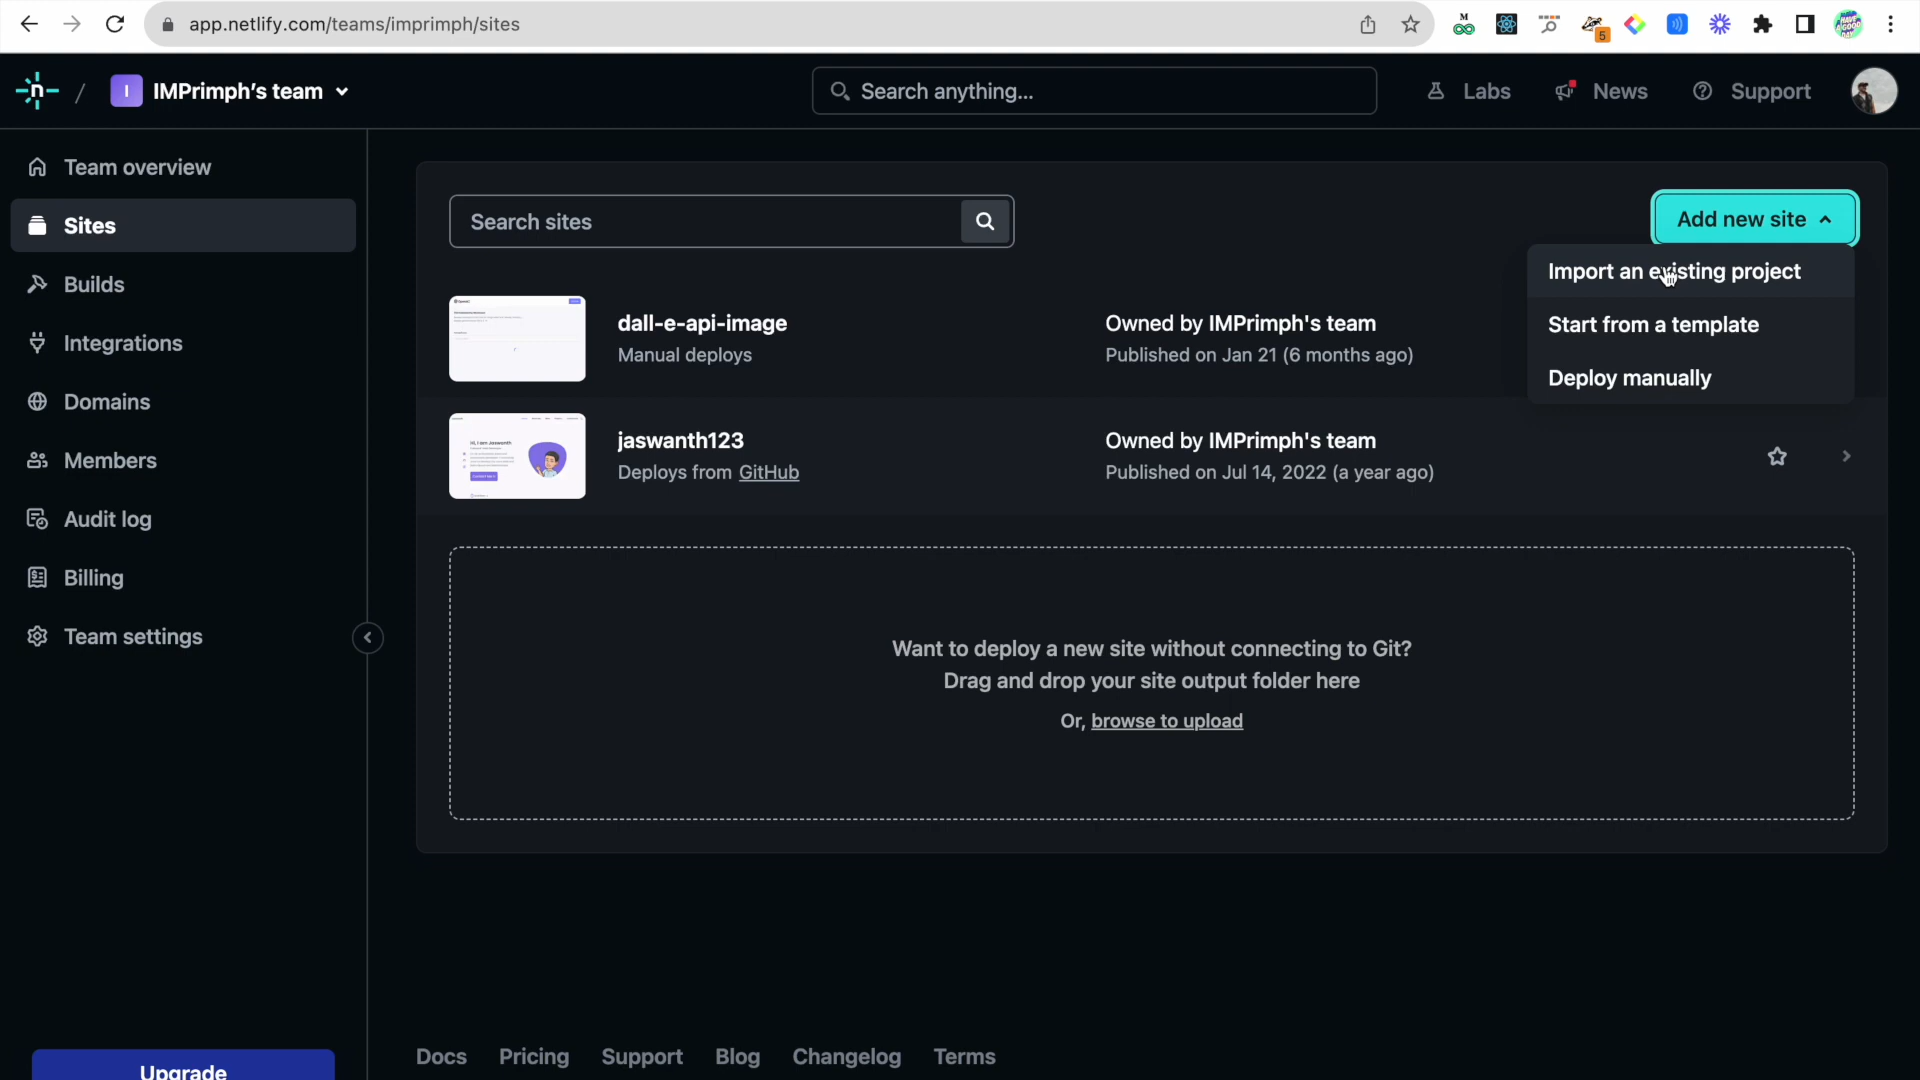 app.netlify.com/teams/imprimph/sites
5
n
/
I
IMPrimph's team
Search anything...
Labs
News
Support
Team overview
Sites
Builds
Integrations
Domains
Members
Audit log
Billing
Team settings
Upgrade
Search sites
Add new site
Import an existing project
Start from a template
Deploy manually
dall-e-api-image
Manual deploys
Owned by IMPrimph's team
Published on Jan 21 (6 months ago)
Hi, I am Jaswanth
jaswanth123
Deploys from GitHub
Owned by IMPrimph's team
Published on Jul 14, 2022 (a year ago)
Want to deploy a new site without connecting to Git?
Drag and drop your site output folder here
Or, browse to upload
Docs Pricing Support Blog Changelog Terms